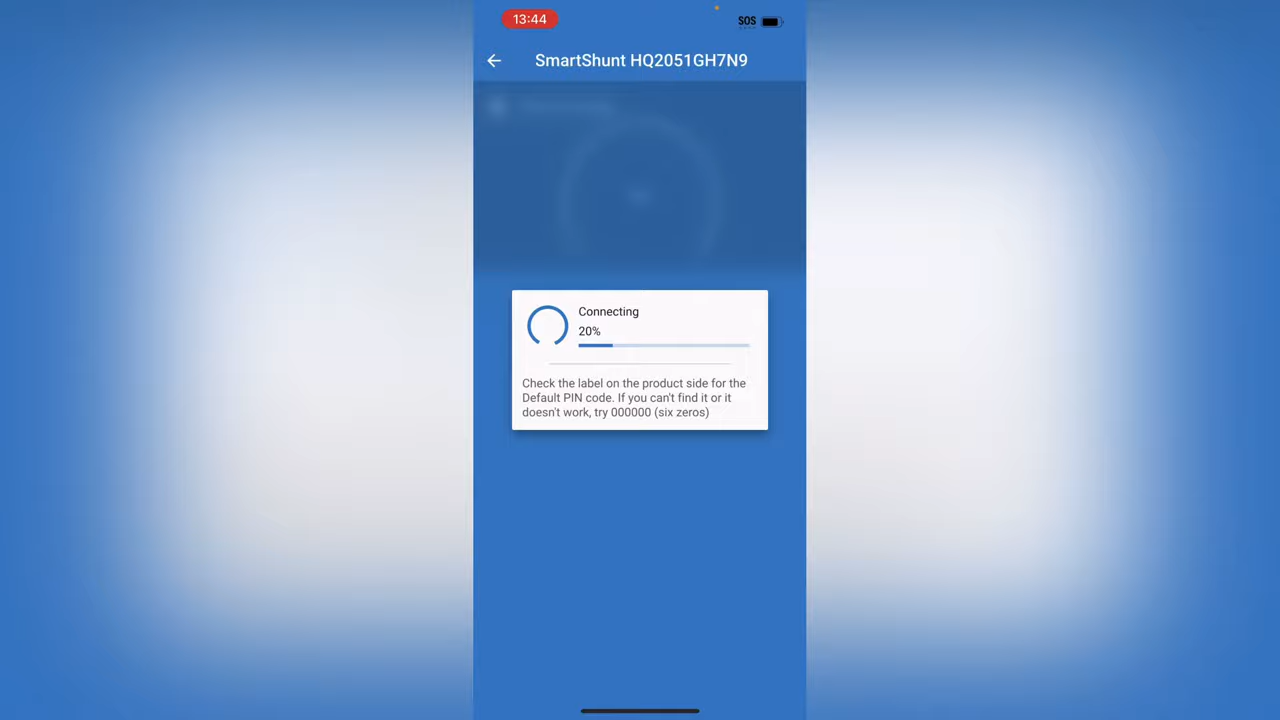 13:44
SOS
SmartShunt HQ2051GH7N9
Connecting
20%
Check the label on the product side for the
Default PIN code. If you can't find it or it
doesn't work, try 000000 (six zeros)